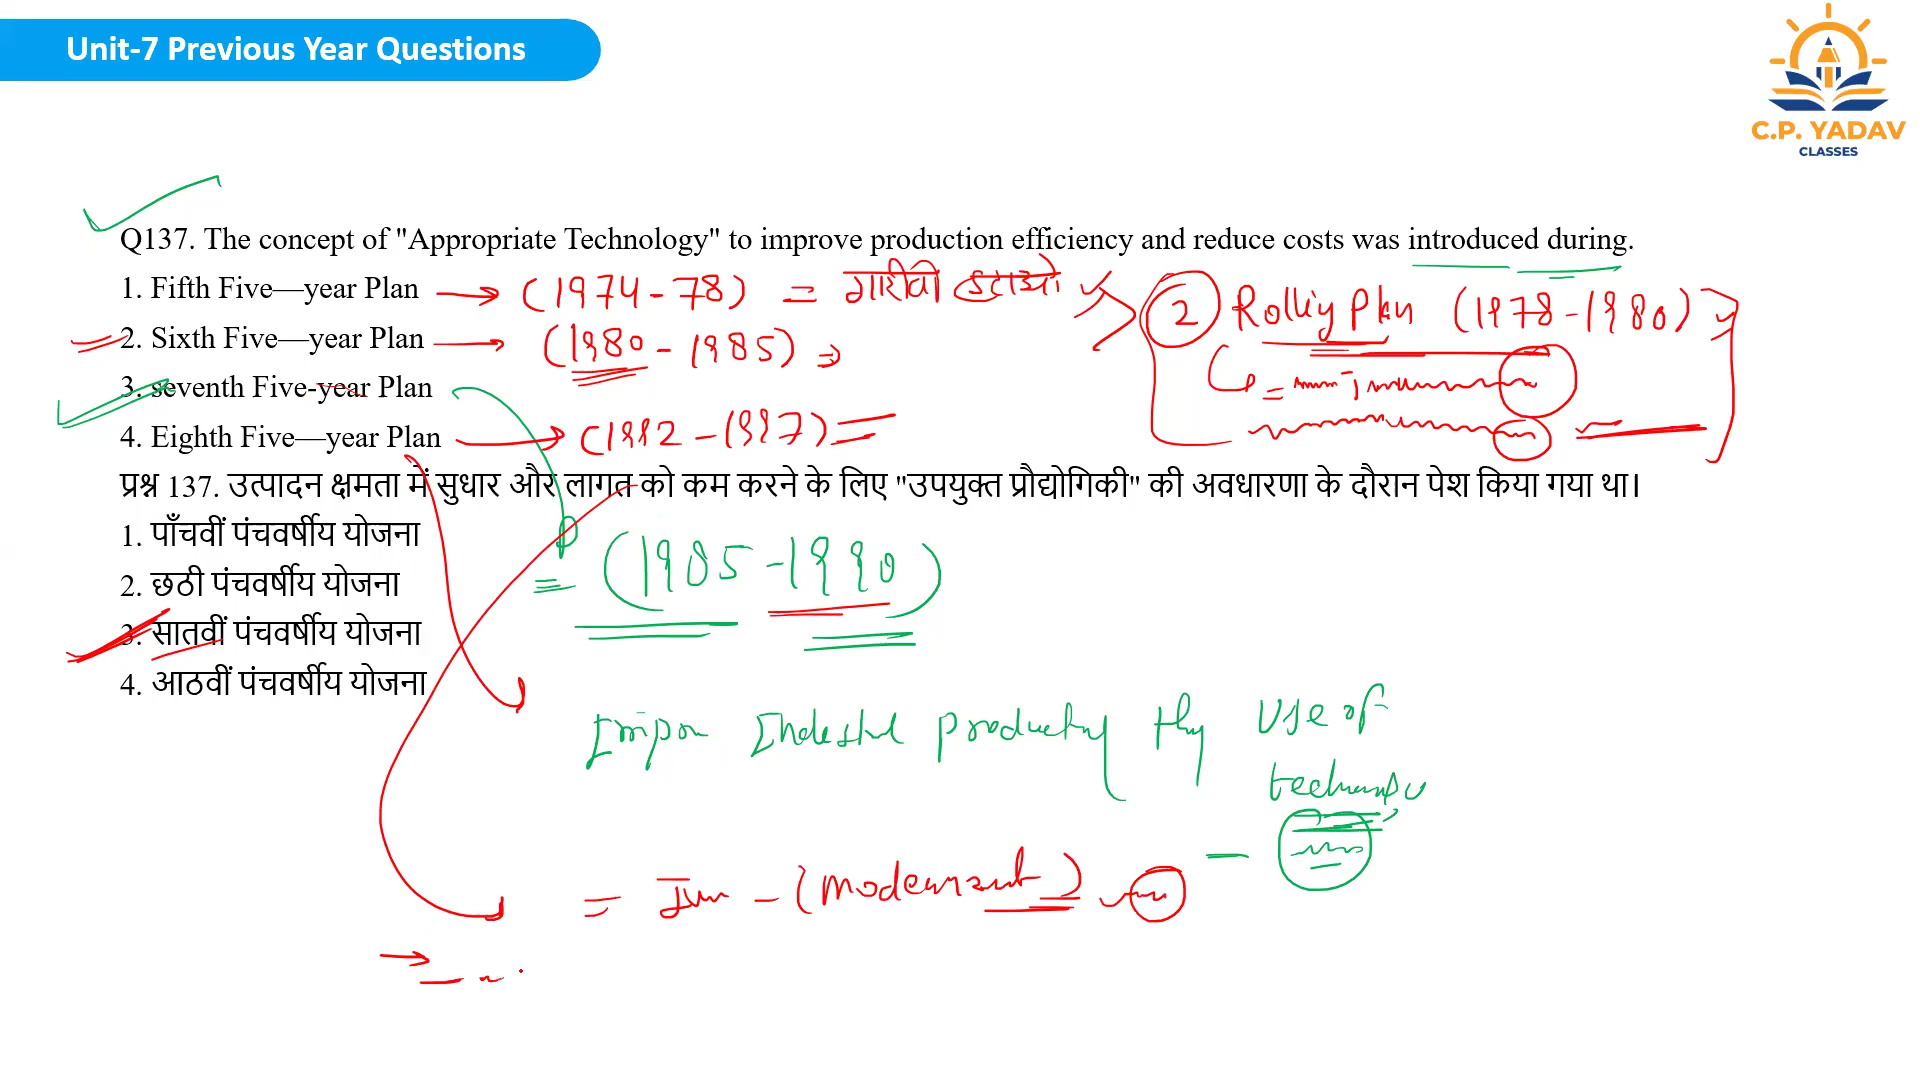 Unit-7 Previous Year Questions
C.P. YADAV
CLASSES
Q137. The concept of "Appropriate Technology" to improve production efficiency and reduce costs was introduced during.
1. Fifth Five—year Plan (1974-78) =
2 Rolliy Plan (1978-1980)
2. Sixth Five—year Plan (1980-1985) ⇒
3. seventh Five-year Plan
4. Eighth Five—year Plan (1992-1997) =
प्रश्न 137. उत्पादन क्षमता में सुधार और लागत को कम करने के लिए "उपयुक्त प्रौद्योगिकी" की अवधारणा के दौरान पेश किया गया था।
1. पाँचवीं पंचवर्षीय योजना
= (1985-1990)
2. छठी पंचवर्षीय योजना
3. सातवीं पंचवर्षीय योजना
4. आठवीं पंचवर्षीय योजना
use of